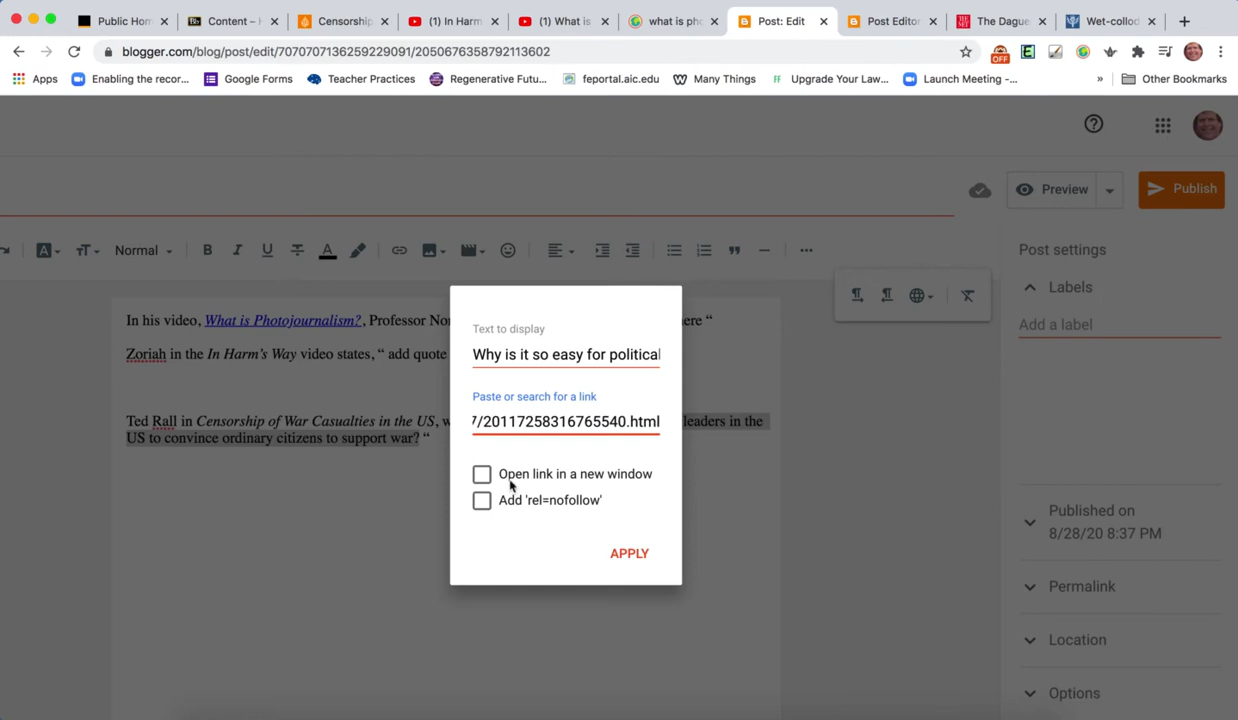 Public Hom
Content – H
Censorship
(1) In Harm
(1) What is
what is pho
Post: Edit
Post Editor
The Dague
Wet-collod
blogger.com/blog/post/edit/7070707136259229091/2050676358792113602
OFF
Apps
Enabling the recor...
Google Forms
Teacher Practices
Regenerative Futu...
feportal.aic.edu
Many Things
FF Upgrade Your Law...
Launch Meeting -...
»
Other Bookmarks
Preview
Publish
Normal
B I U
Post settings
Labels
Add a label
In his video, What is Photojournalism?, Professor Nor
ere “
Zoriah in the In Harm’s Way video states, “ add quote
Ted Rall in Censorship of War Casualties in the US, w
leaders in the
US to convince ordinary citizens to support war? “
Text to display
Why is it so easy for political
Paste or search for a link
7/20117258316765540.html
Open link in a new window
Add 'rel=nofollow'
APPLY
Published on
8/28/20 8:37 PM
Permalink
Location
Options